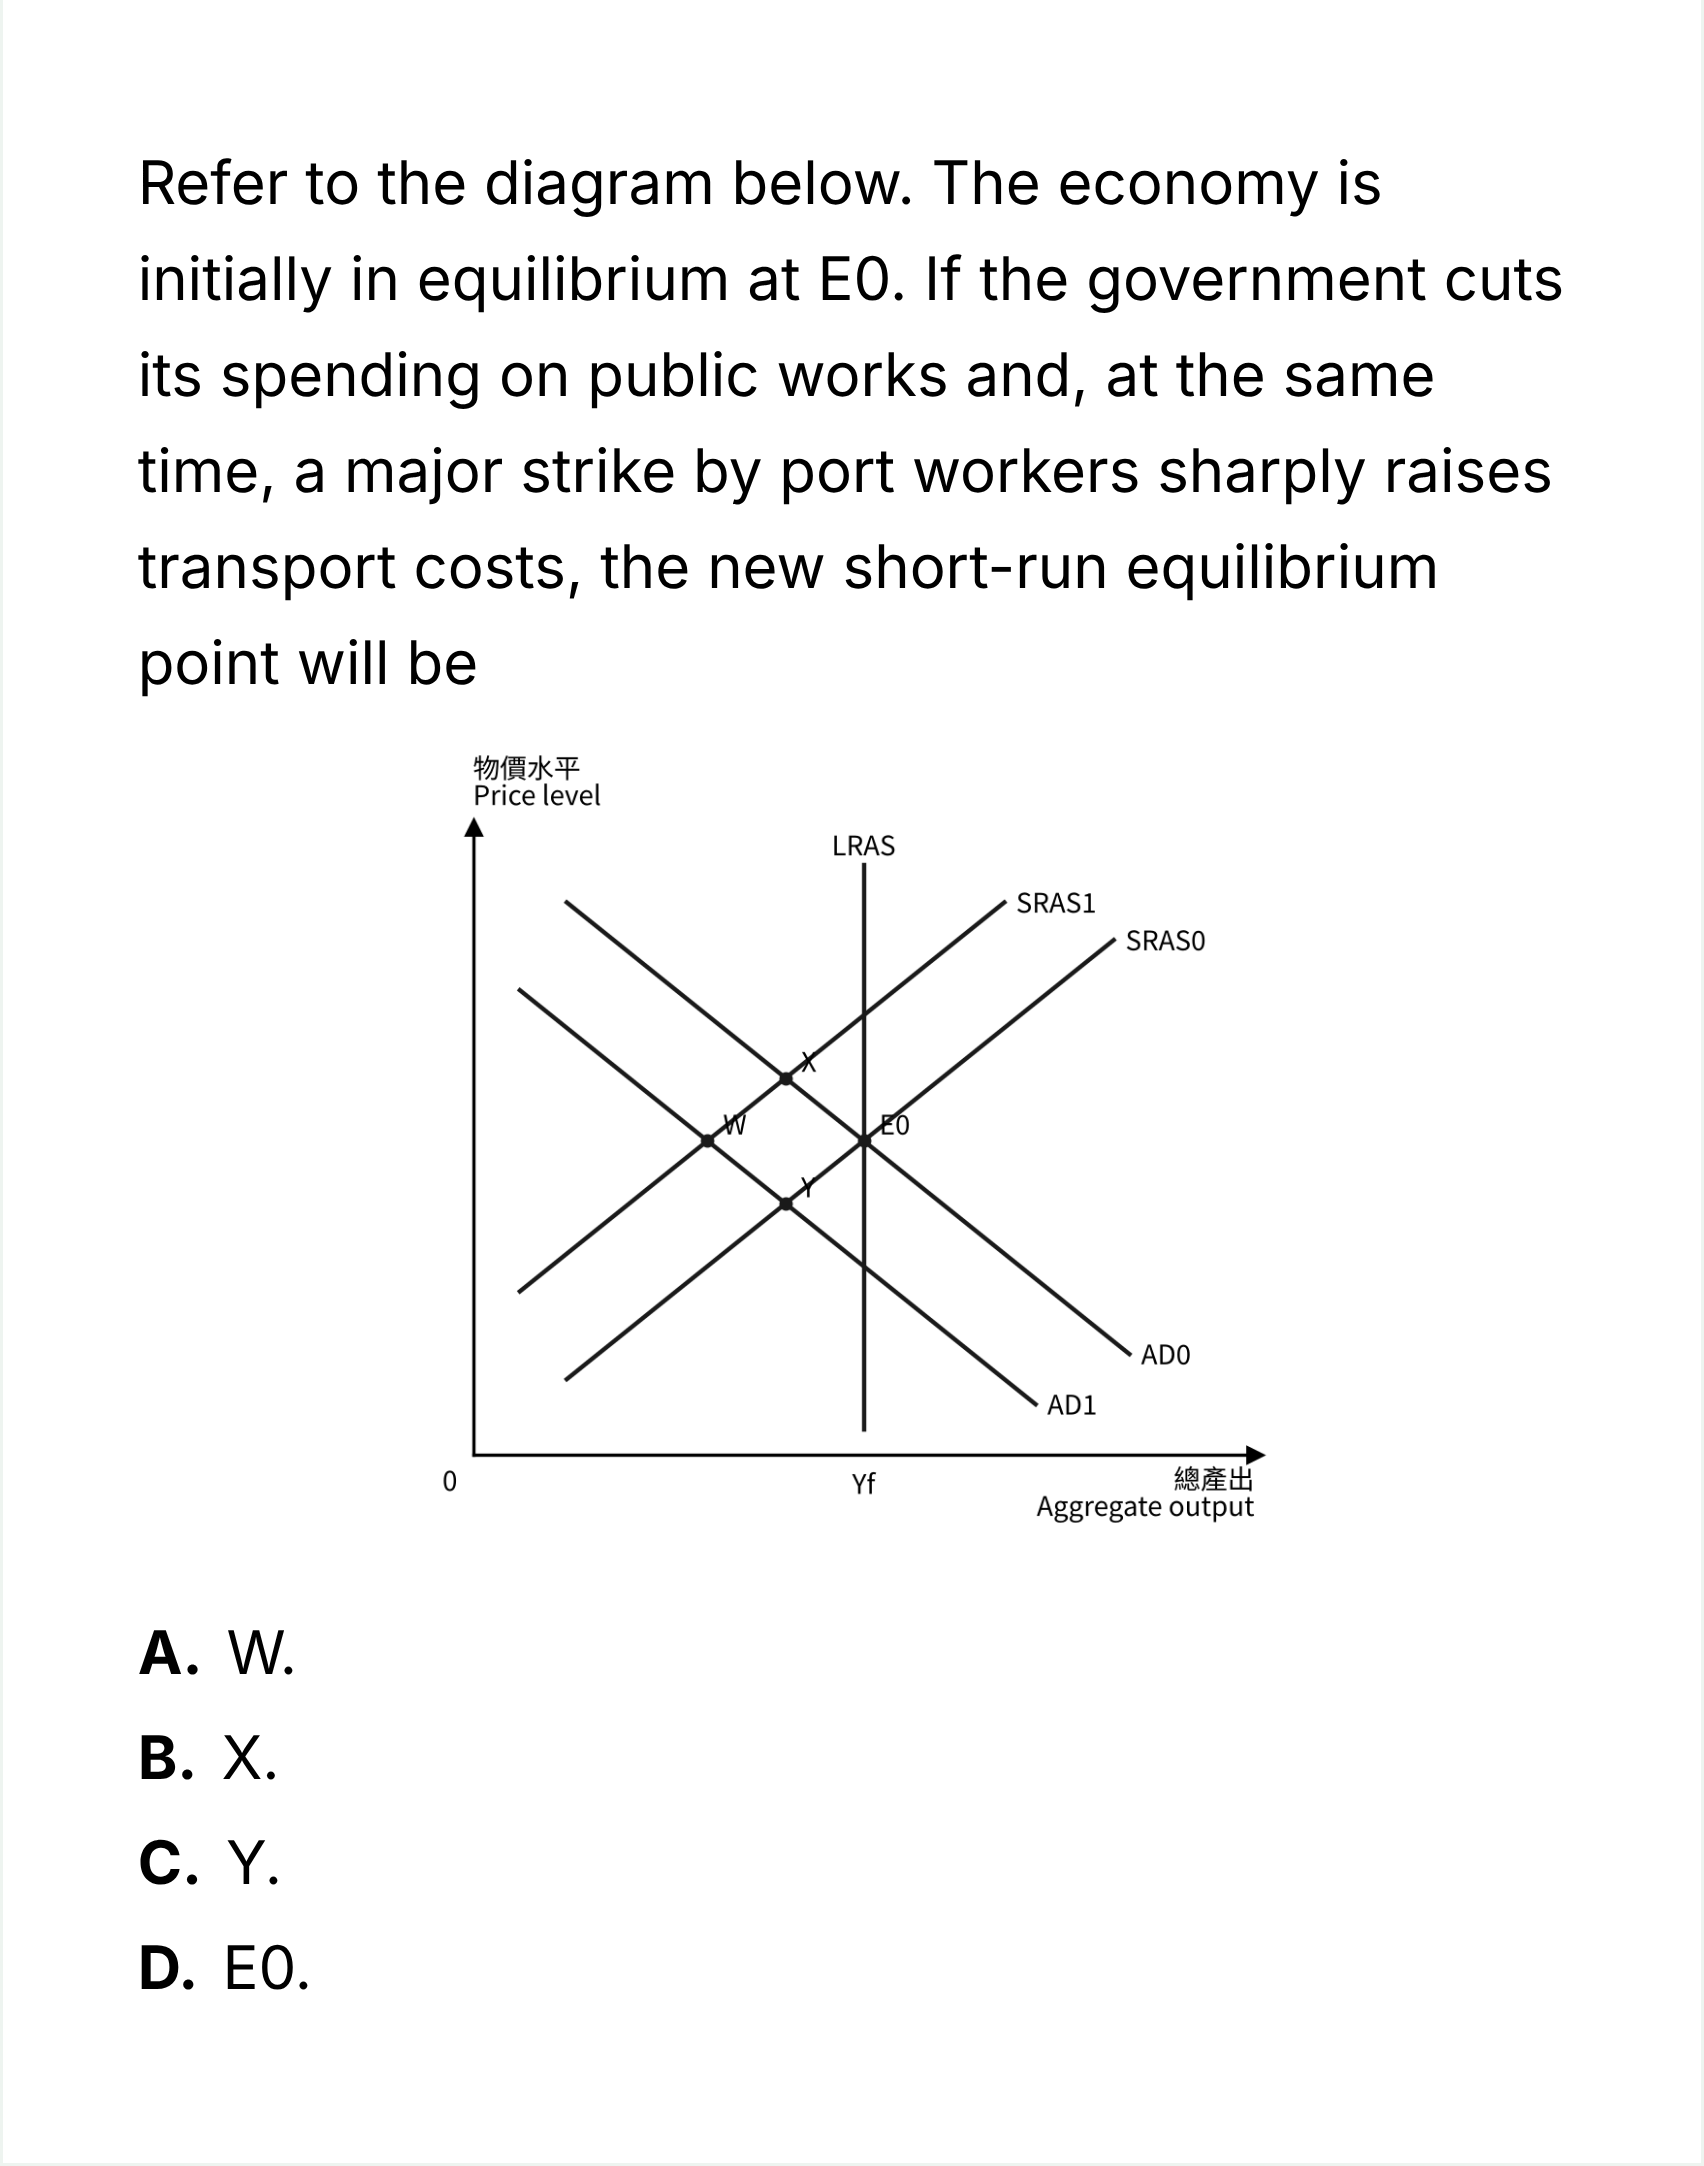 Refer to the diagram below. The economy is
initially in equilibrium at E0. If the government cuts
its spending on public works and, at the same
time, a major strike by port workers sharply raises
transport costs, the new short-run equilibrium
point will be
物價水平
Price level
LRAS
SRAS1
SRAS0
X
W
E0
Y
AD0
AD1
0
Yf
總產出
Aggregate output
A. W.
B. X.
C. Y.
D. E0.